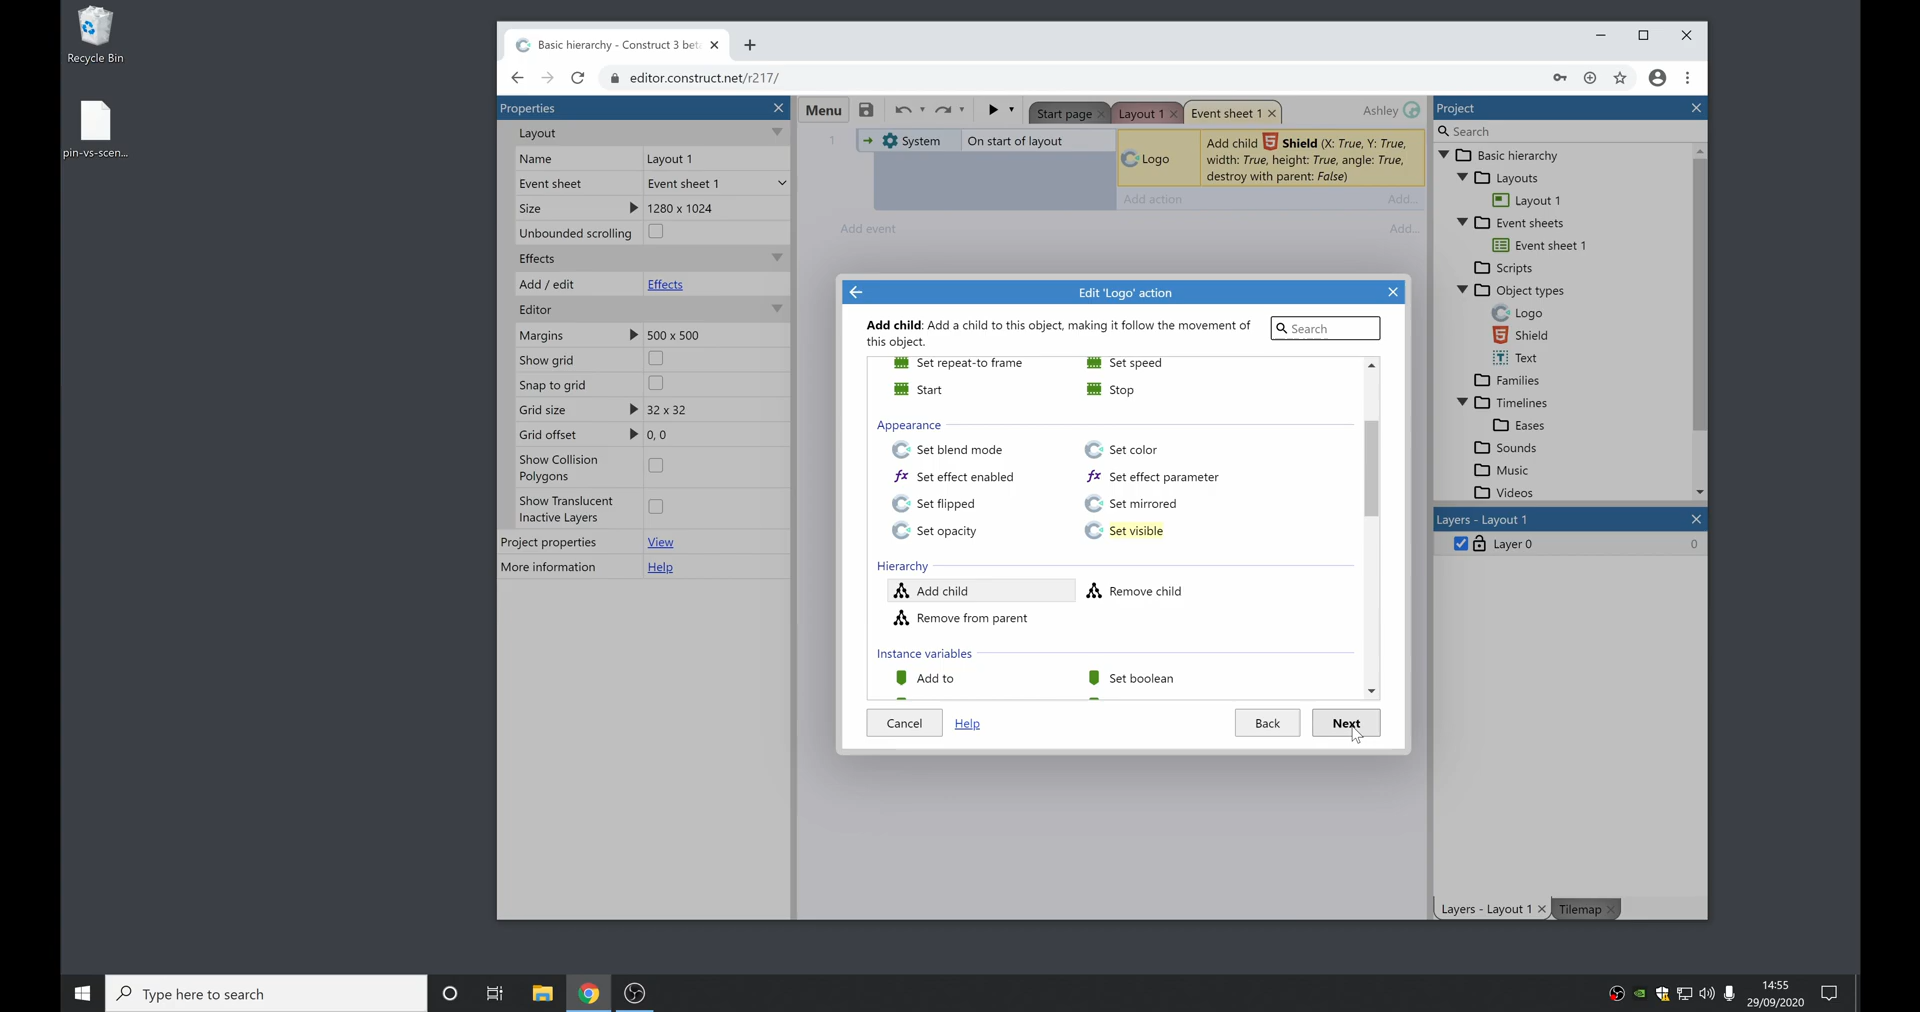 Recycle Bin
pin-vs-scen...
Basic hierarchy - Construct 3 beta
editor.construct.net/r217/
Properties
Layout
Name Layout 1
Event sheet Event sheet 1
Size 1280 x 1024
Unbounded scrolling
Effects
Add / edit Effects
Editor
Margins 500 x 500
Show grid
Snap to grid
Grid size 32 x 32
Grid offset 0, 0
Show Collision
Polygons
Show Translucent
Inactive Layers
Project properties View
More information Help
Menu
Start page
Layout 1
Event sheet 1
Ashley
1
System On start of layout
Logo
Add child Shield (X: True, Y: True,
width: True, height: True, angle: True,
destroy with parent: False)
Add action Add...
Add event Add...
Edit 'Logo' action
Add child: Add a child to this object, making it follow the movement of
this object.
Search
Set repeat-to frame Set speed
Start Stop
Appearance
Set blend mode Set color
fx Set effect enabled fx Set effect parameter
Set flipped Set mirrored
Set opacity Set visible
Hierarchy
Add child Remove child
Remove from parent
Instance variables
Add to Set boolean
Cancel Help Back Next
Project
Search
Basic hierarchy
Layouts
Layout 1
Event sheets
Event sheet 1
Scripts
Object types
Logo
Shield
Text
Families
Timelines
Eases
Sounds
Music
Videos
Layers - Layout 1
Layer 0 0
Layers - Layout 1 Tilemap
Type here to search
14:55
29/09/2020